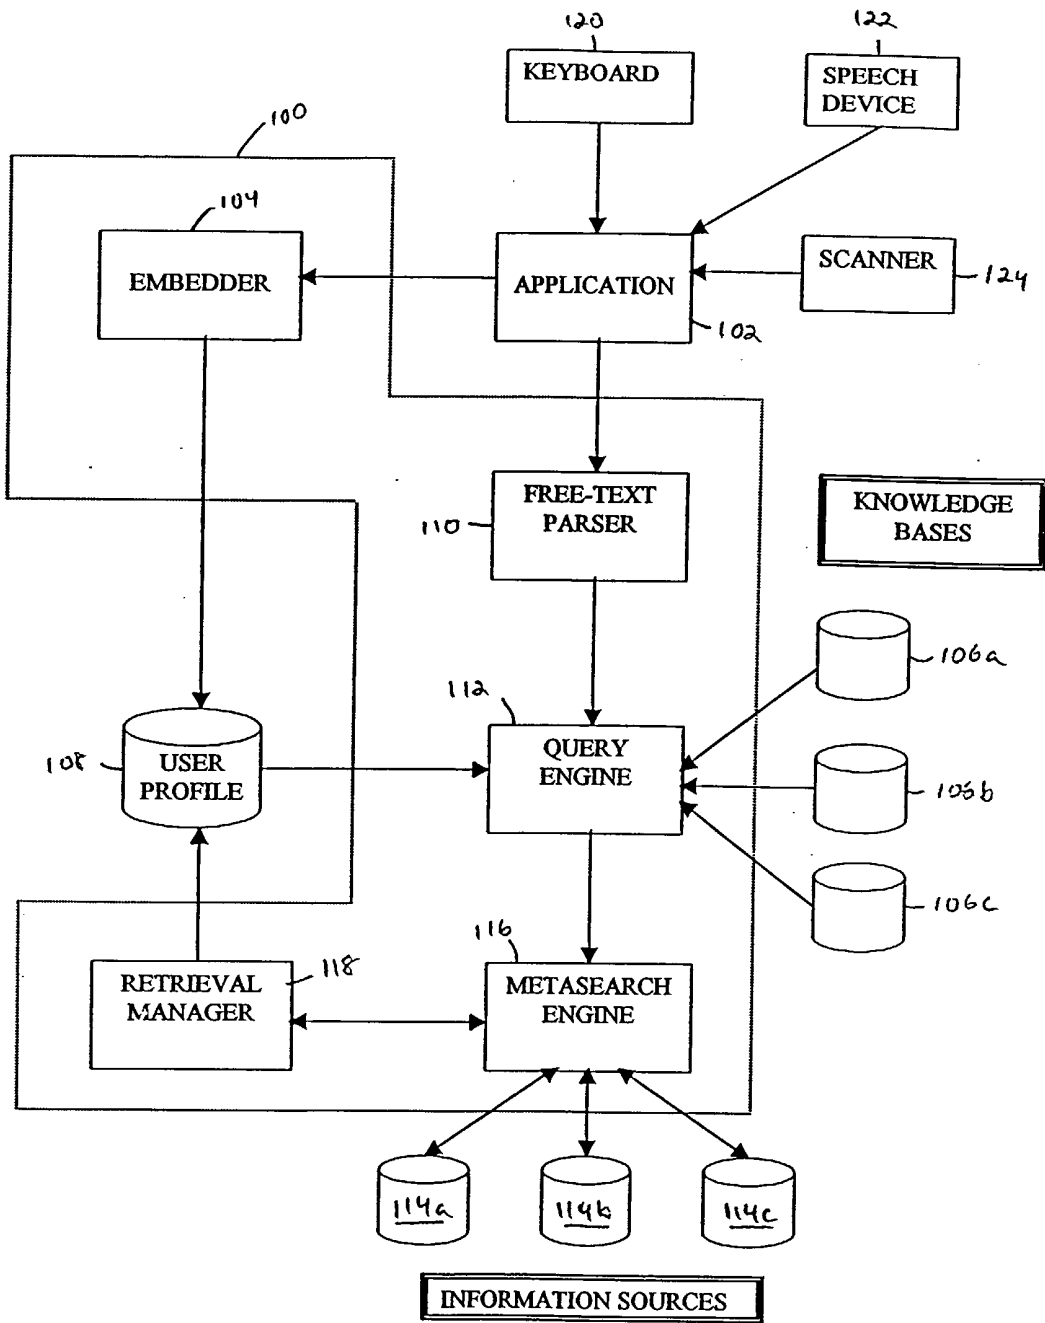 120
KEYBOARD
122
SPEECH
DEVICE
100
104
EMBEDDER
APPLICATION
102
SCANNER
124
FREE-TEXT
PARSER
110
KNOWLEDGE
BASES
106a
112
QUERY
ENGINE
108
USER
PROFILE
106b
106c
116
118
RETRIEVAL
MANAGER
METASEARCH
ENGINE
114a
114b
114c
INFORMATION SOURCES